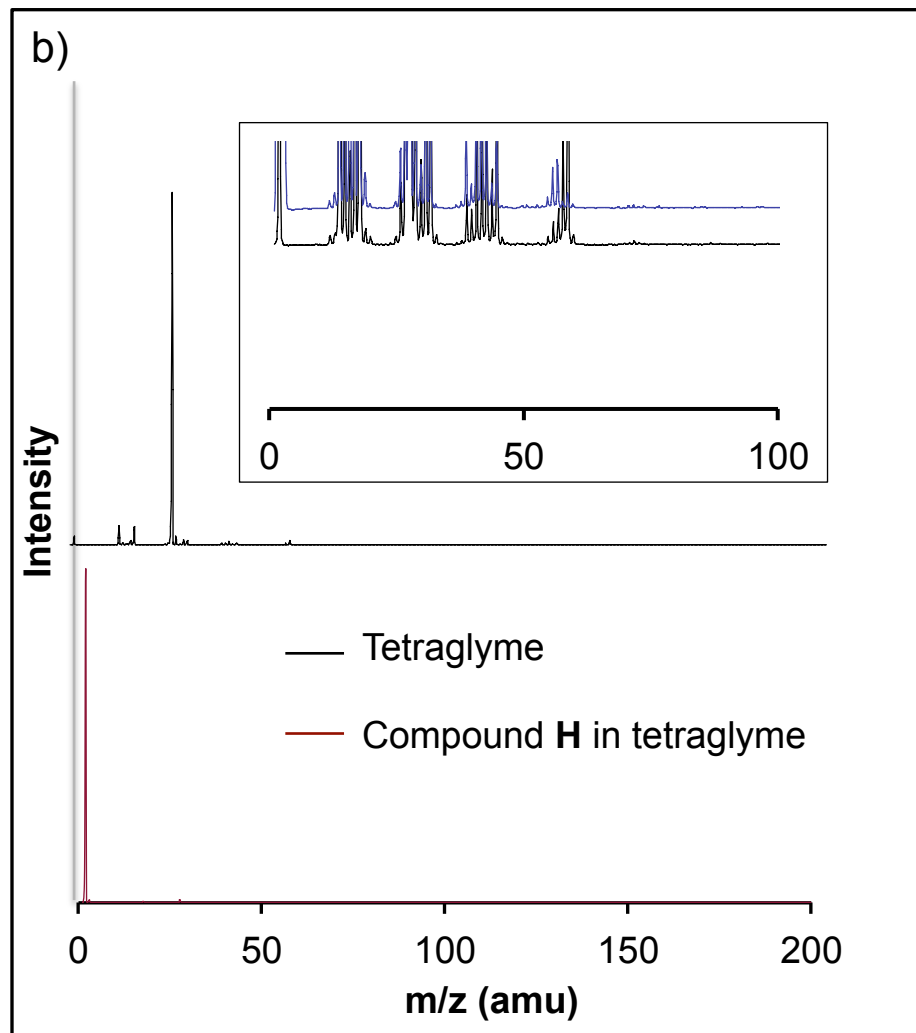 b)
Intensity
0 50 100
Tetraglyme
Compound H in tetraglyme
0 50 100 150 200
m/z (amu)